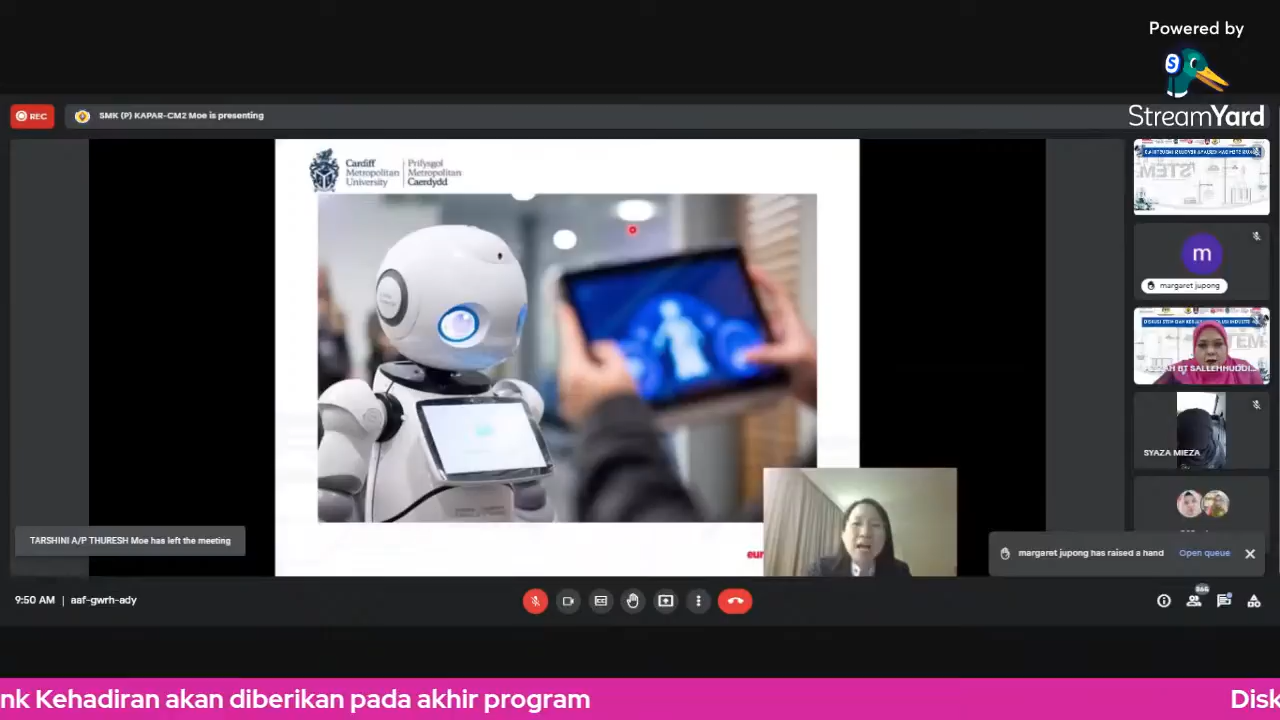 Powered by
StreamYard
REC
SMK (P) KAPAR-CM2 Moe is presenting
Cardiff
Metropolitan
University
Prifysgol
Metropolitan
Caerdydd
STEM
m
margaret jupong
SYAZA MIEZA
eur
TARSHINI A/P THURESH Moe has left the meeting
margaret jupong has raised a hand
Open queue
9:50 AM | aaf-gwrh-ady
nk Kehadiran akan diberikan pada akhir program
Disk